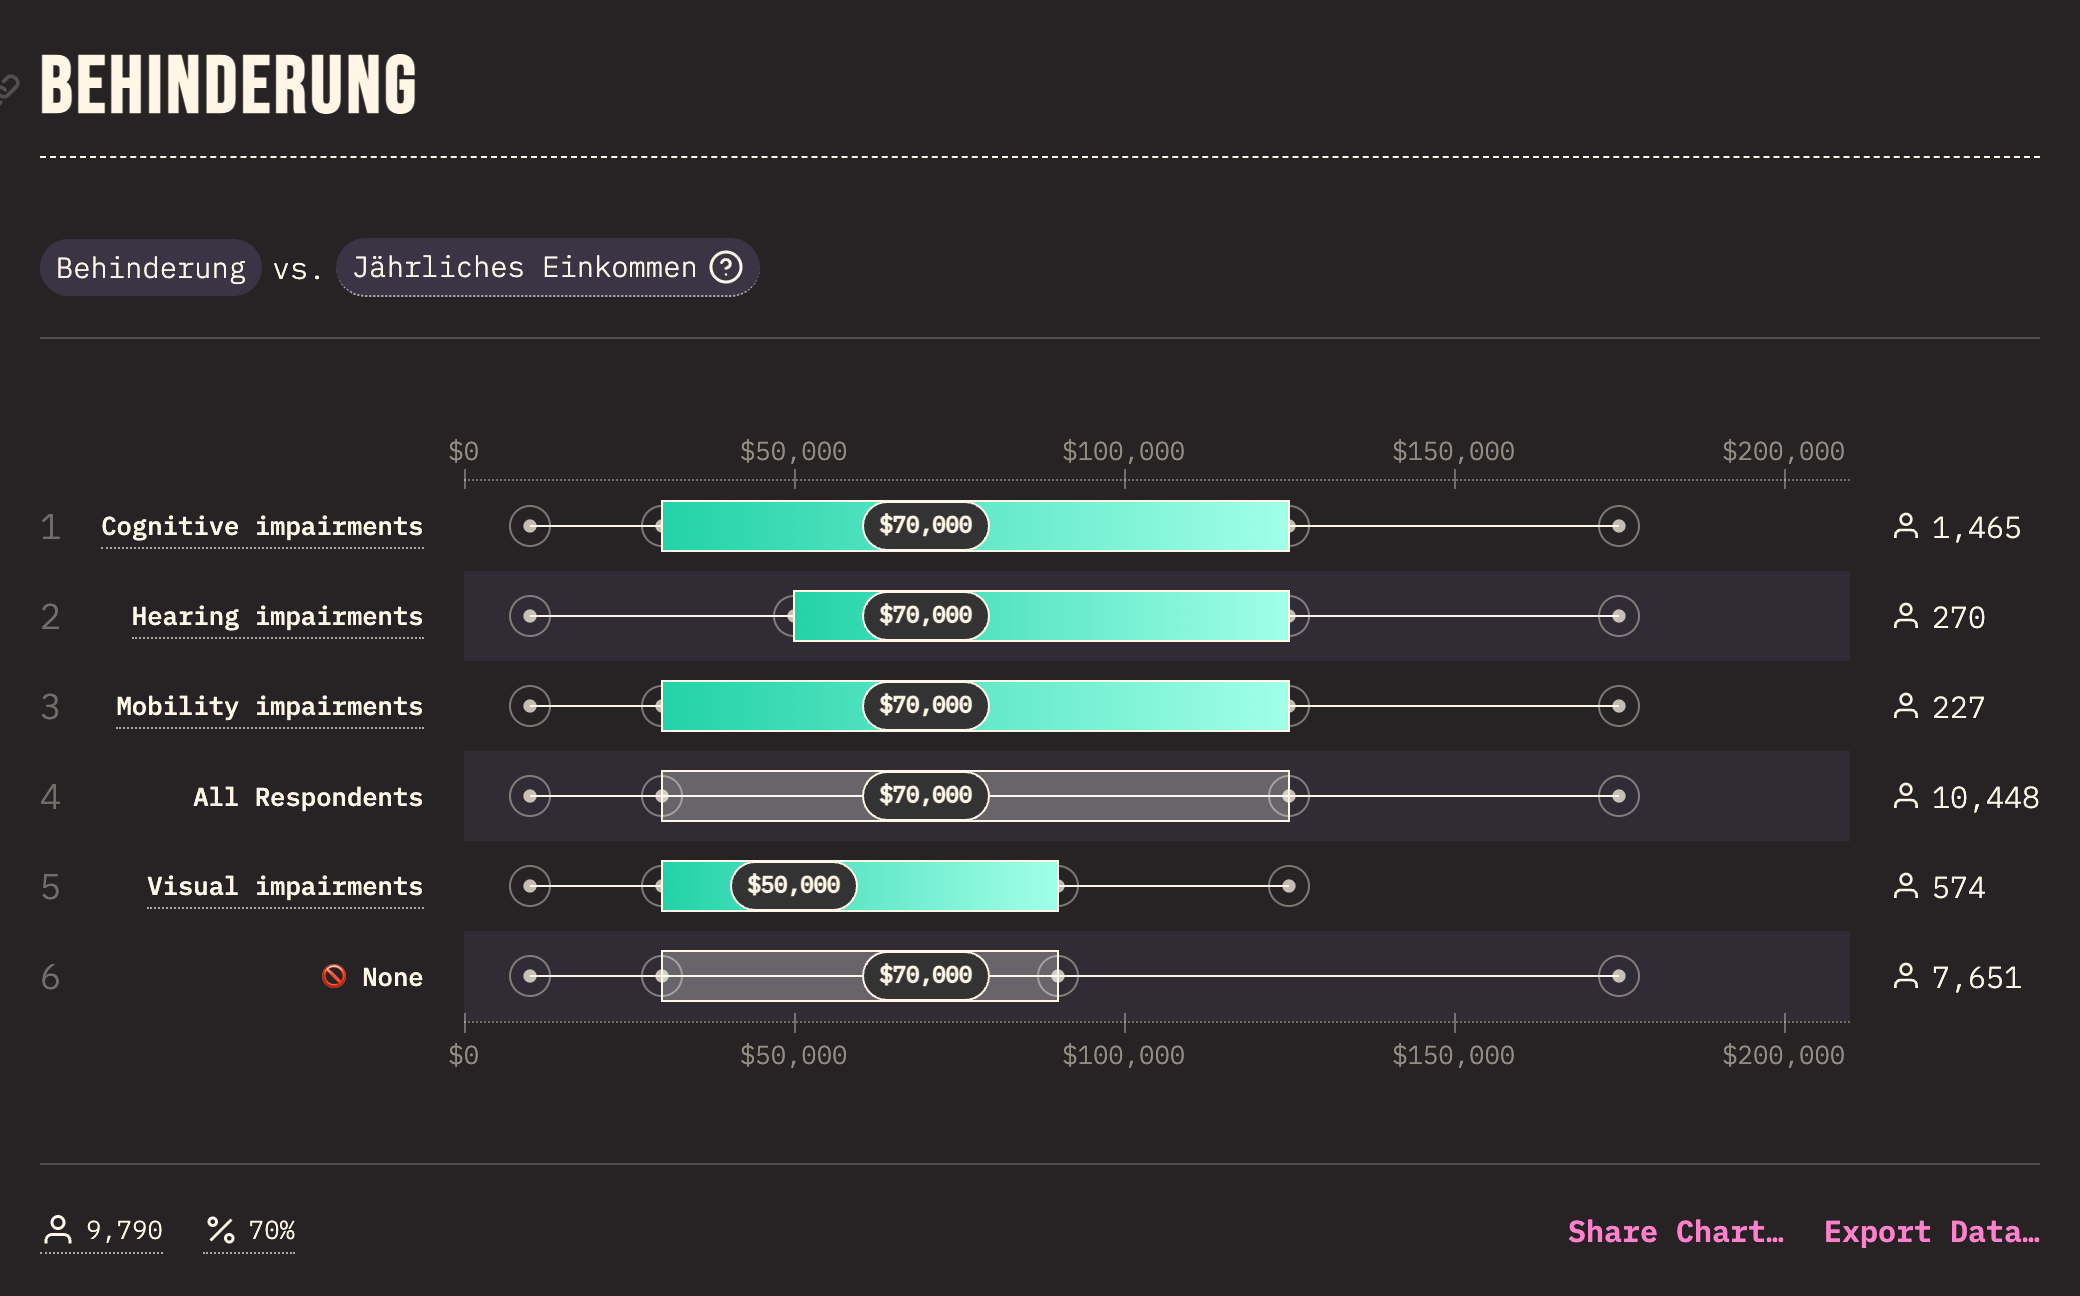 BEHINDERUNG
Behinderung vs. Jährliches Einkommen ?
$0 $50,000 $100,000 $150,000 $200,000
1 Cognitive impairments $70,000 1,465
2 Hearing impairments $70,000 270
3 Mobility impairments $70,000 227
4 All Respondents $70,000 10,448
5 Visual impairments $50,000 574
6 🚫 None $70,000 7,651
$0 $50,000 $100,000 $150,000 $200,000
9,790 % 70% Share Chart… Export Data…